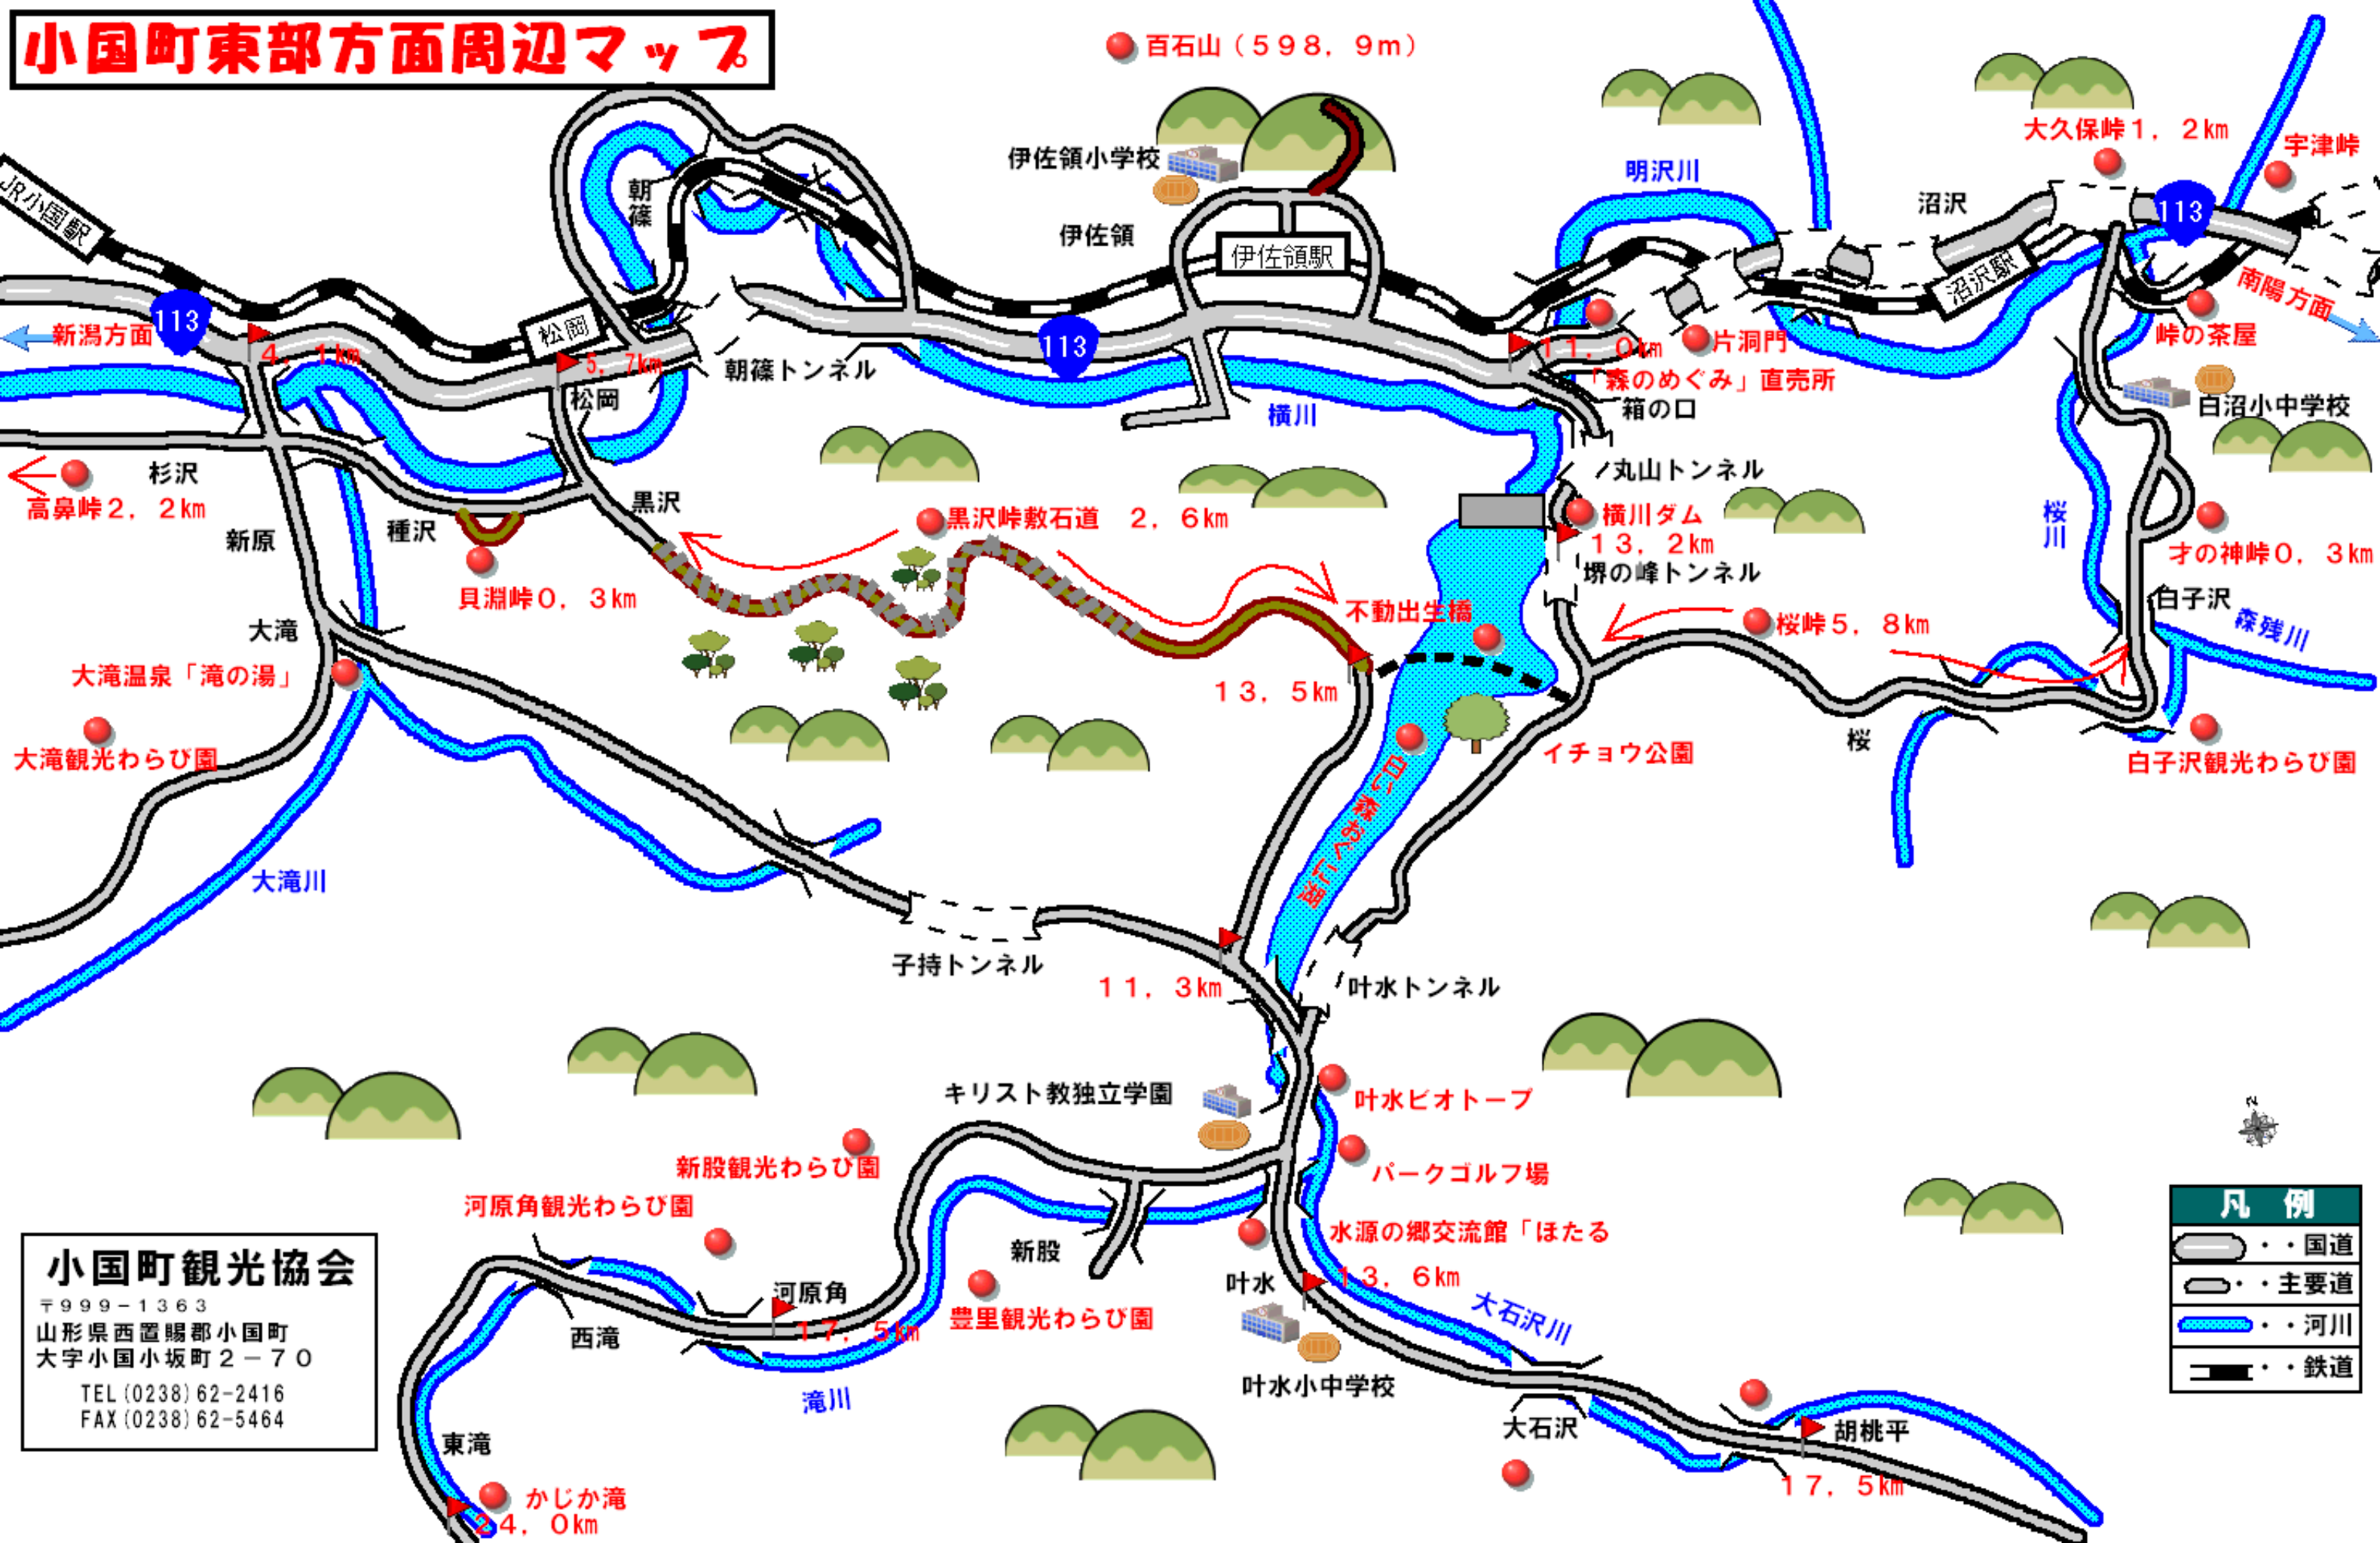 小国町東部方面周辺マップ
百石山（５９８．９ｍ）
大久保峠１．２km
宇津峠
伊佐領小学校
明沢川
沼沢
朝篠
JR小国駅
伊佐領
伊佐領駅
113
沼沢駅
南陽方面
新潟方面
113
４．１km
松岡
５．７km
朝篠トンネル
113
１１．０km
片洞門
峠の茶屋
「森のめぐみ」直売所
松岡
横川
箱の口
白沼小中学校
杉沢
高鼻峠２．２km
黒沢
丸山トンネル
新原
種沢
黒沢峠敷石道　２．６km
横川ダム
１３．２km
堺の峰トンネル
桜川
才の神峠０．３km
貝淵峠０．３km
不動出生橋
桜峠５．８km
白子沢
森残川
大滝
大滝温泉「滝の湯」
１３．５km
大滝観光わらび園
イチョウ公園
桜
白子沢観光わらび園
白い森おぐに湖
大滝川
子持トンネル
１１．３km
叶水トンネル
キリスト教独立学園
叶水ビオトープ
新股観光わらび園
パークゴルフ場
河原角観光わらび園
水源の郷交流館「ほたる
新股
叶水
１３．６km
河原角
１７．５km
豊里観光わらび園
大石沢川
西滝
滝川
叶水小中学校
大石沢
胡桃平
１７．５km
東滝
かじか滝
２４．０km
小国町観光協会
〒９９９－１３６３
山形県西置賜郡小国町
大字小国小坂町２－７０
TEL(0238)62-2416
FAX(0238)62-5464
N
凡　例
・・国道
・・主要道
・・河川
・・鉄道